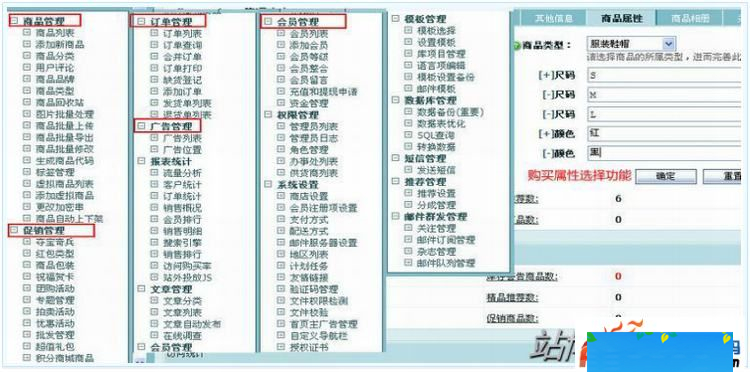 商品管理
商品列表
添加新商品
商品分类
用户评论
商品品牌
商品类型
商品回收站
图片批量处理
商品批量上传
商品批量导出
商品批量修改
生成商品代码
标签管理
虚拟商品列表
添加虚拟商品
更改加密串
商品自动上下架
促销管理
夺宝奇兵
红包类型
商品包装
祝福贺卡
团购活动
专题管理
拍卖活动
优惠活动
批发管理
超值礼包
积分商城商品
订单管理
订单列表
订单查询
合并订单
订单打印
缺货登记
添加订单
发货单列表
退货单列表
广告管理
广告列表
广告位置
报表统计
流量分析
客户统计
订单统计
销售概况
会员排行
销售明细
搜索引擎
销售排行
访问购买率
站外投放JS
文章管理
文章分类
文章列表
文章自动发布
在线调查
会员管理
访问统计
会员管理
会员列表
添加会员
会员等级
会员整合
会员留言
充值和提现申请
资金管理
权限管理
管理员列表
管理员日志
角色管理
办事处列表
供货商列表
系统设置
商店设置
会员注册项设置
支付方式
配送方式
邮件服务器设置
地区列表
计划任务
友情链接
验证码管理
文件权限检测
文件校验
首页主广告管理
自定义导航栏
授权证书
模板管理
模板选择
设置模板
库项目管理
语言项编辑
模板设置备份
邮件模板
数据库管理
数据备份(重要)
数据表优化
SQL查询
转换数据
短信管理
发送短信
推荐管理
推荐设置
分成管理
邮件群发管理
关注管理
邮件订阅管理
杂志管理
邮件队列管理
其他信息
商品属性
商品相册
商品类型:
服装鞋帽
请选择商品的所属类型，进而完善此
[+]尺码
S
[-]尺码
M
[-]尺码
L
[+]颜色
红
[-]颜色
黑
购买属性选择功能
确定
重置
荐数:
6
品数:
0
库存警告商品数:
0
精品推荐数:
0
促销商品数:
0
站